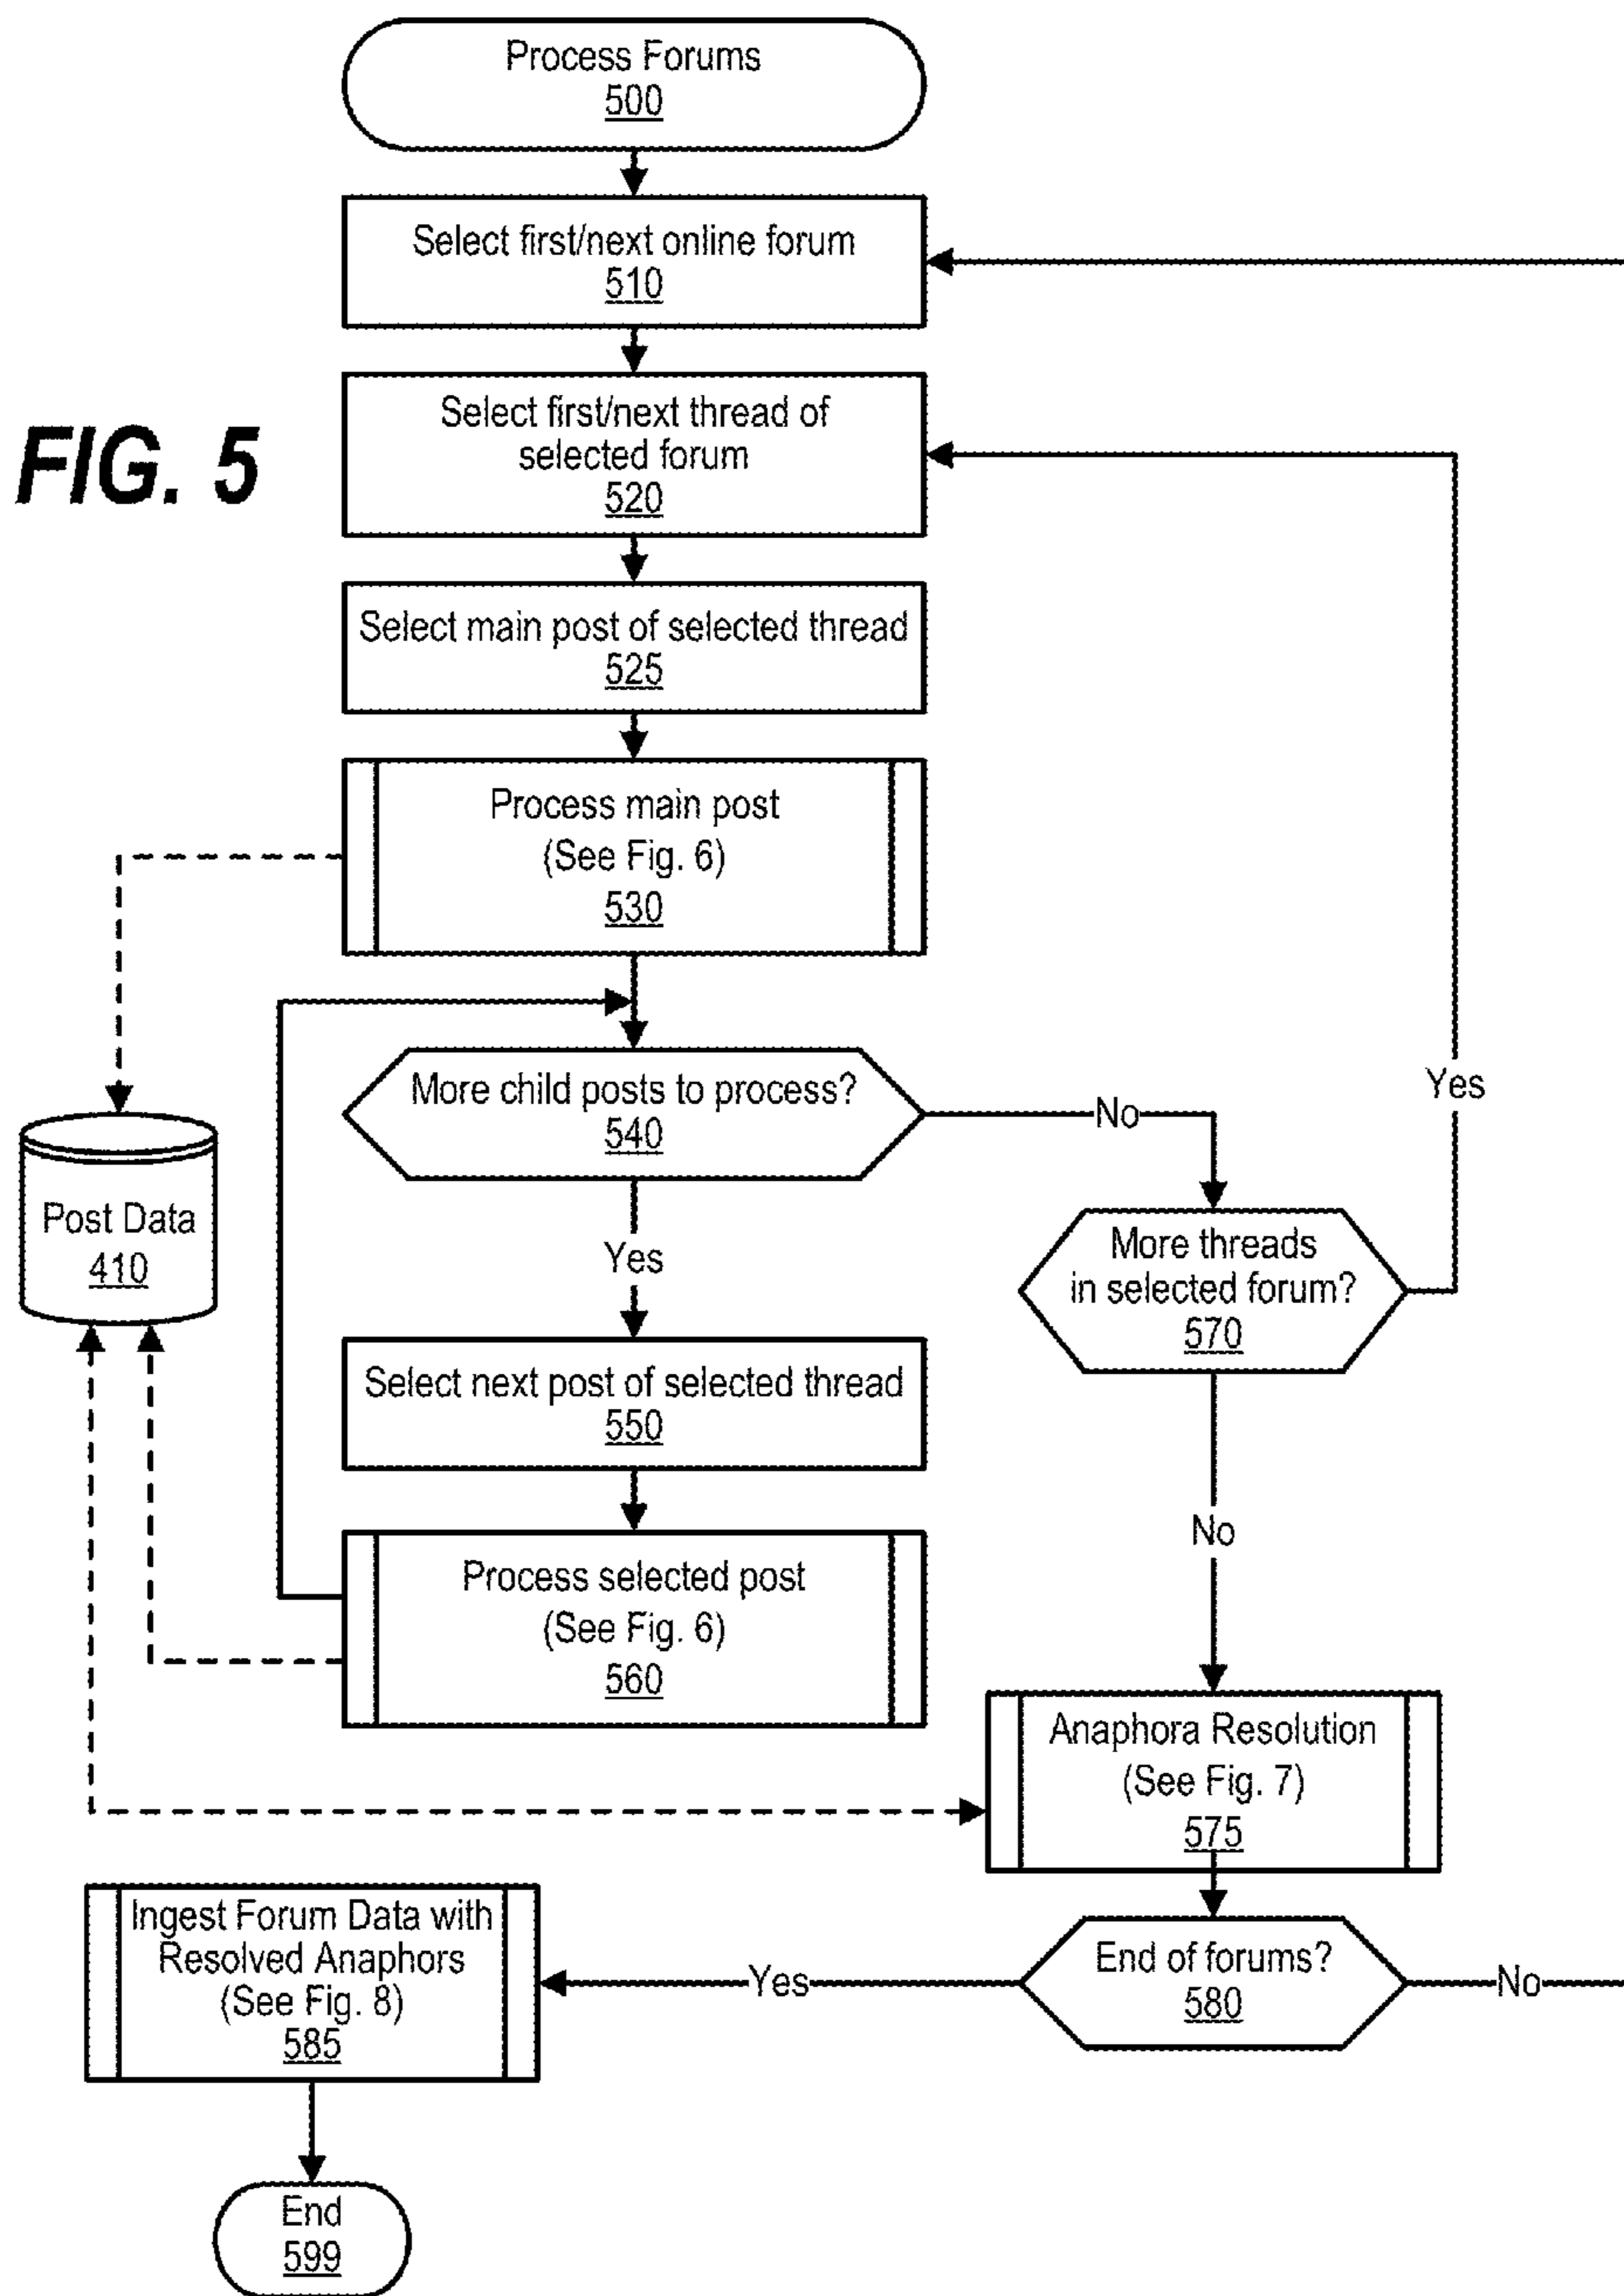 Process Forums
500
Select first/next online forum
510
FIG. 5
Select first/next thread of
selected forum
520
Select main post of selected thread
525
Process main post
(See Fig. 6)
530
More child posts to process?
540
No
Yes
Post Data
410
Yes
More threads
in selected forum?
570
Select next post of selected thread
550
No
Process selected post
(See Fig. 6)
560
Anaphora Resolution
(See Fig. 7)
575
Ingest Forum Data with
Resolved Anaphors
(See Fig. 8)
585
Yes
End of forums?
580
No
End
599